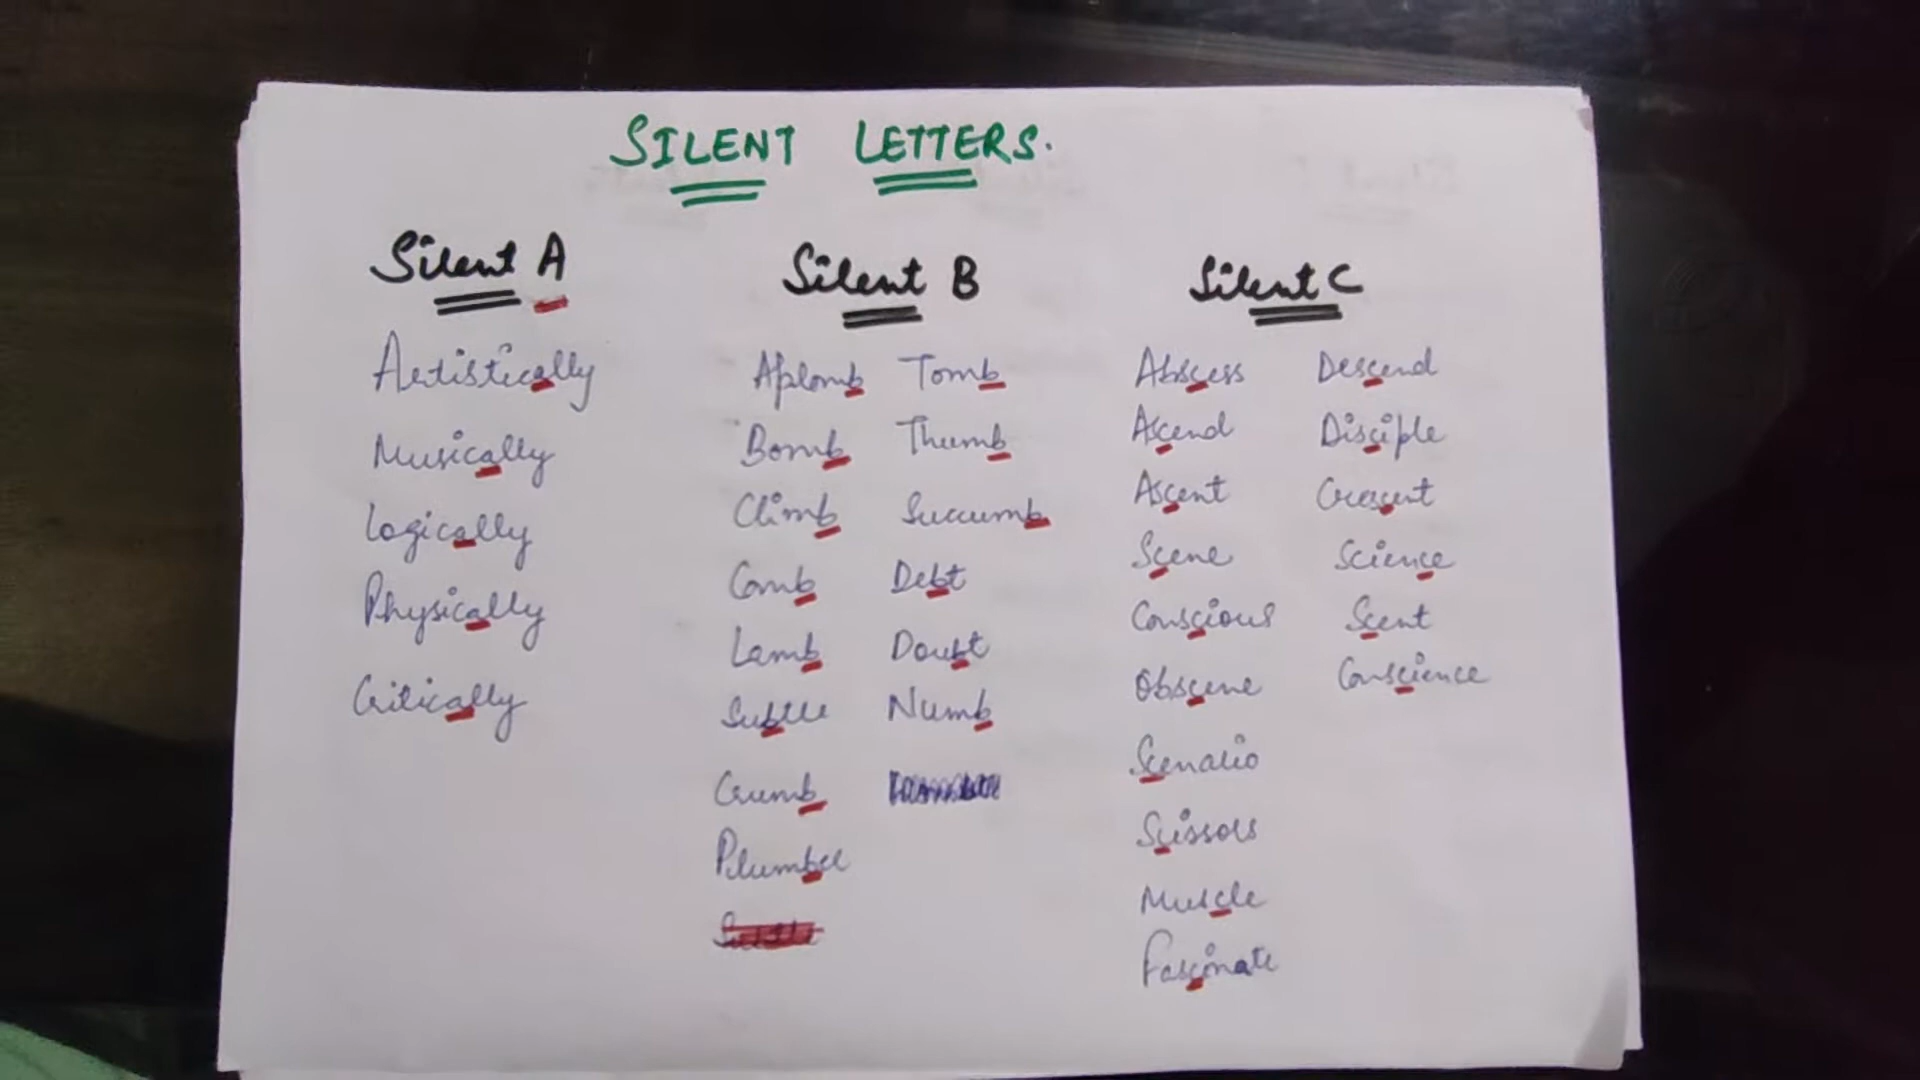 SILENT LETTERS.
Silent A
Artistically
Musically
Logically
Physically
Critically
Silent B
Aplomb Tomb
Bomb Thumb
Climb Succumb
Comb Debt
Lamb Doubt
Subtle Numb
Crumb
Plumber
Silent C
Abscess Descend
Ascend Disciple
Ascent Crescent
Scene Science
Conscious Scent
Obscene Conscience
Scenario
Scissors
Muscle
Fascinate